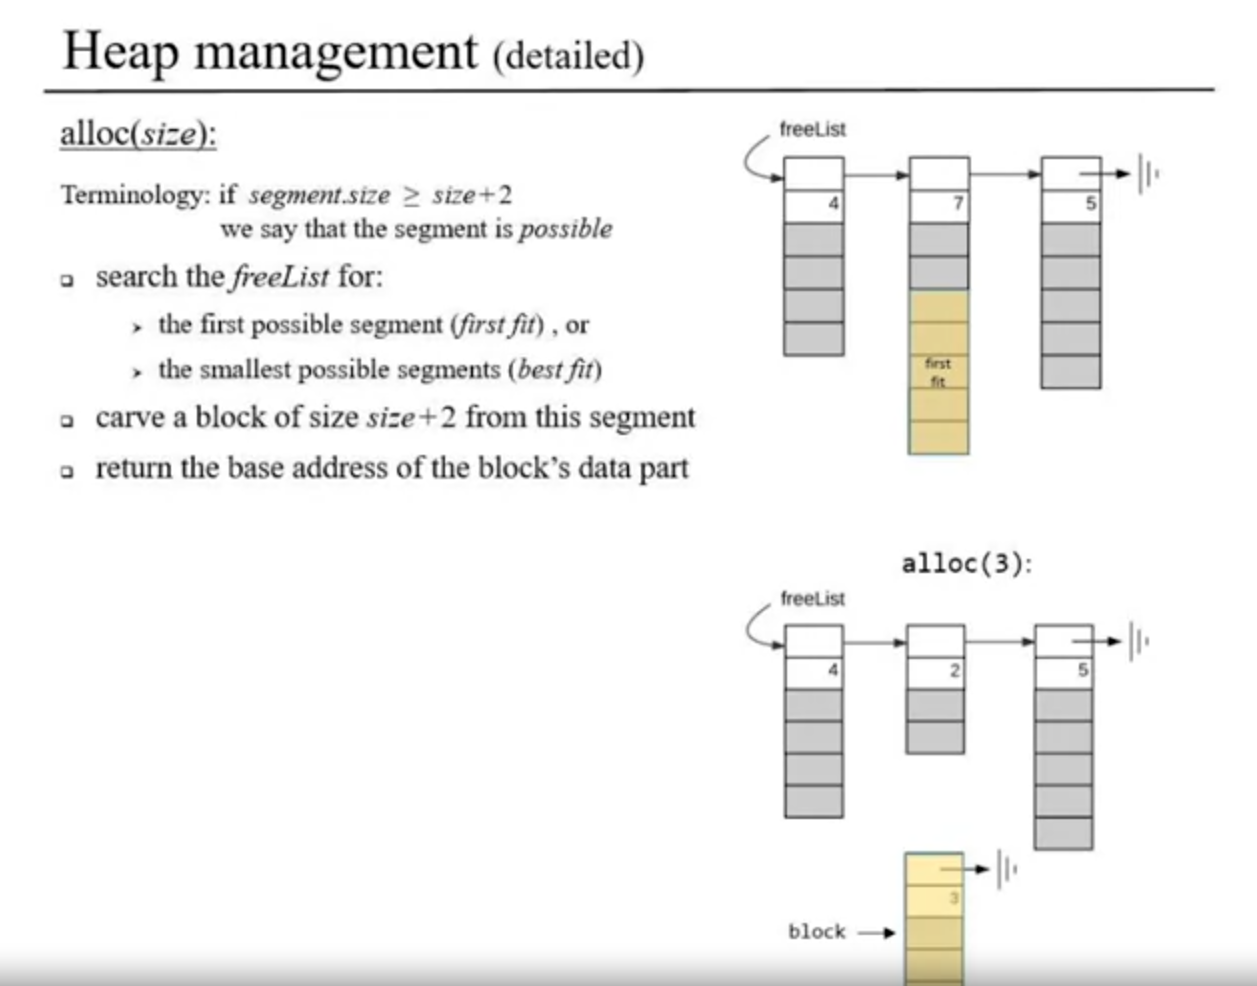 Heap management (detailed)
alloc(size):
Terminology: if segment.size ≥ size+2
we say that the segment is possible
search the freeList for:
the first possible segment (first fit) , or
the smallest possible segments (best fit)
carve a block of size size+2 from this segment
return the base address of the block's data part
freeList
4
7
5
first
fit
alloc(3):
freeList
4
2
5
3
block